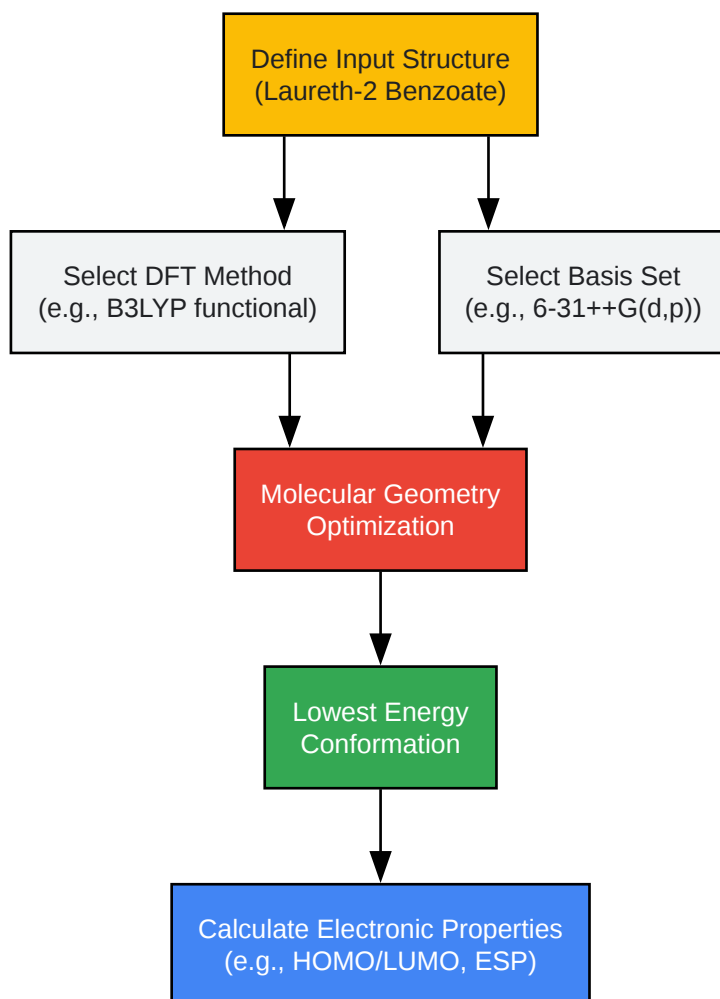 Define Input Structure
(Laureth-2 Benzoate)
Select DFT Method
(e.g., B3LYP functional)
Select Basis Set
(e.g., 6-31++G(d,p))
Molecular Geometry
Optimization
Lowest Energy
Conformation
Calculate Electronic Properties
(e.g., HOMO/LUMO, ESP)